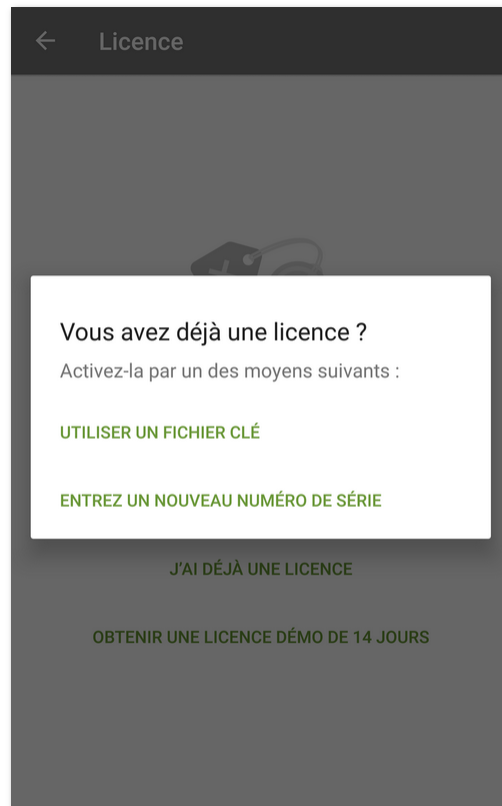 Licence
Vous avez déjà une licence ?
Activez-la par un des moyens suivants :
UTILISER UN FICHIER CLÉ
ENTREZ UN NOUVEAU NUMÉRO DE SÉRIE
J'AI DÉJÀ UNE LICENCE
OBTENIR UNE LICENCE DÉMO DE 14 JOURS